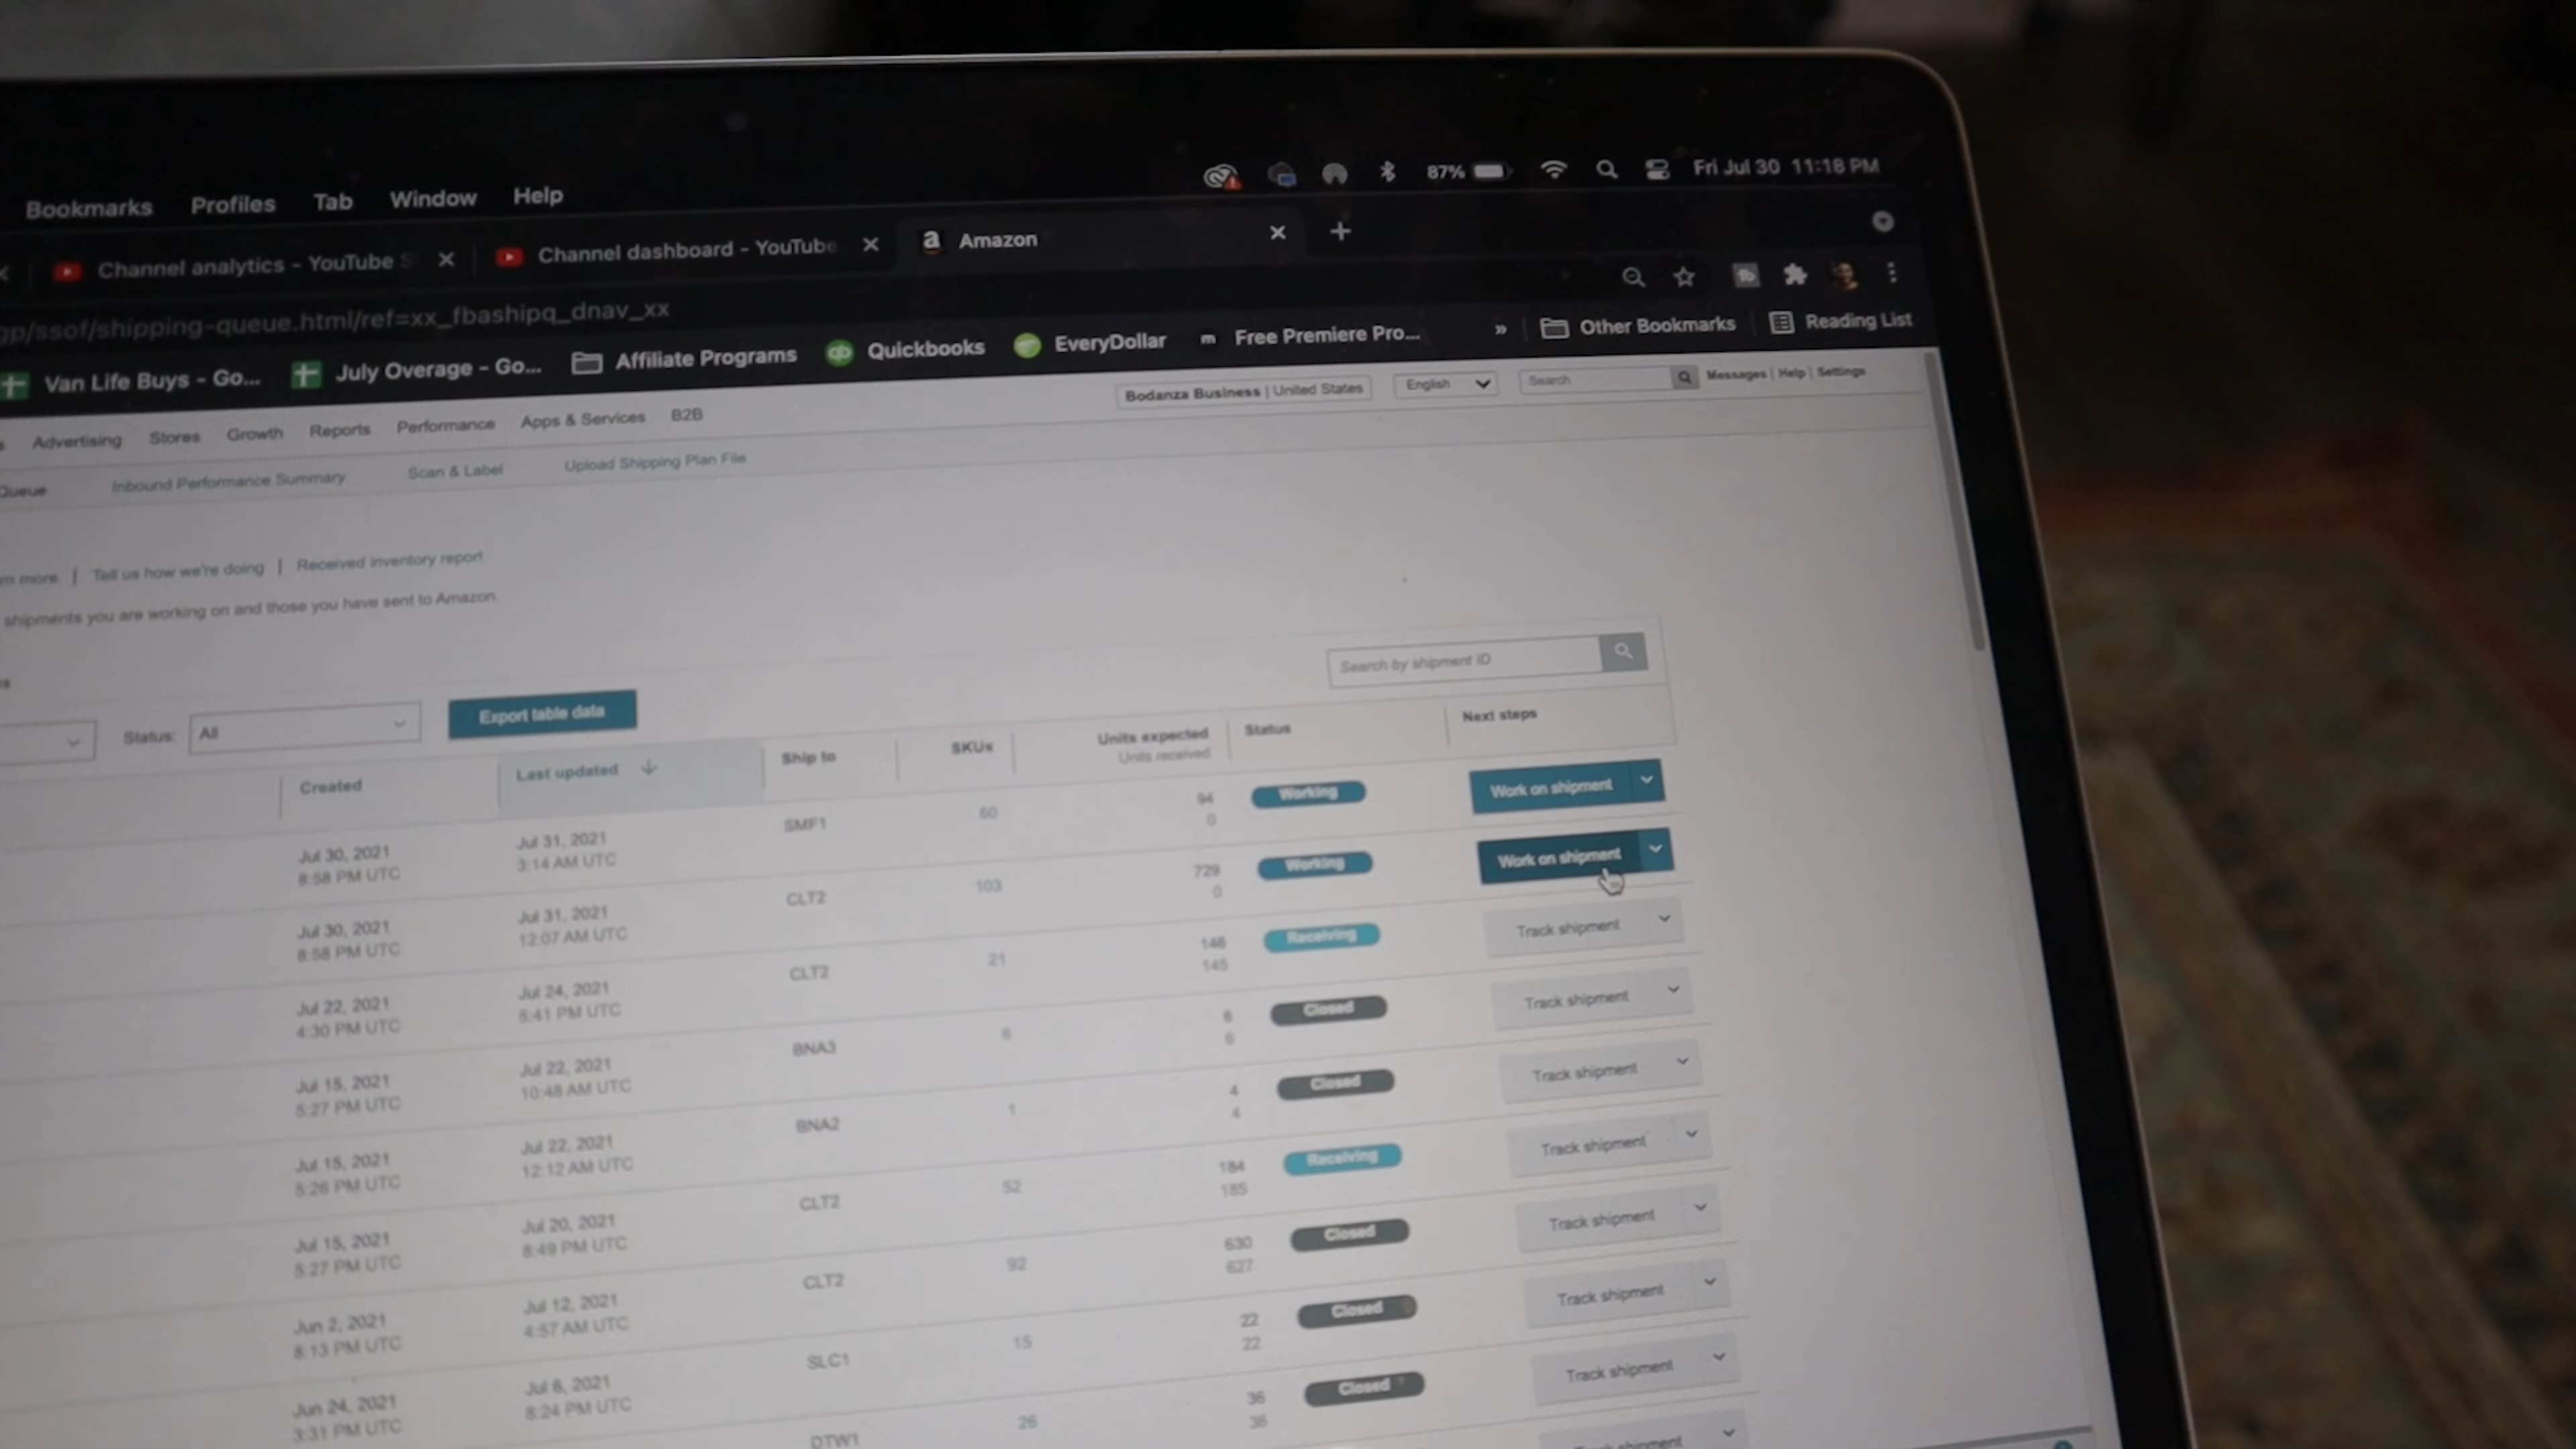 Bookmarks Profiles Tab Window Help 87% Fri Jul 30 11:18 PM
Channel analytics - YouTube S Channel dashboard - YouTube Amazon
gp/ssof/shipping-queue.html/ref=xx_fbashipq_dnav_xx
Van Life Buys - Go... July Overage - Go... Affiliate Programs Quickbooks EveryDollar Free Premiere Pro... » Other Bookmarks Reading List
Bodanza Business | United States English Search Messages | Help | Settings
Advertising Stores Growth Reports Performance Apps & Services B2B
Queue Inbound Performance Summary Scan & Label Upload Shipping Plan File
more | Tell us how we're doing | Received inventory report
shipments you are working on and those you have sent to Amazon.
Search by shipment ID
Status: All Export table data
Created Last updated Ship to SKUs Units expected Status Next steps
Units received
Jul 30, 2021 Jul 31, 2021 SMF1 60 94 Working Work on shipment
8:58 PM UTC 3:14 AM UTC 0
Jul 30, 2021 Jul 31, 2021 CLT2 103 729 Working Work on shipment
8:58 PM UTC 12:07 AM UTC 0
Jul 22, 2021 Jul 24, 2021 CLT2 21 146 Receiving Track shipment
4:30 PM UTC 5:41 PM UTC 145
Jul 15, 2021 Jul 22, 2021 BNA3 6 6 Closed Track shipment
5:27 PM UTC 10:48 AM UTC 6
Jul 15, 2021 Jul 22, 2021 BNA2 1 4 Closed Track shipment
5:26 PM UTC 12:12 AM UTC 4
Jul 15, 2021 Jul 20, 2021 CLT2 52 184 Receiving Track shipment
5:27 PM UTC 8:49 PM UTC 185
Jun 2, 2021 Jul 12, 2021 CLT2 92 630 Closed Track shipment
8:13 PM UTC 4:57 AM UTC 627
Jun 24, 2021 Jul 6, 2021 SLC1 15 22 Closed Track shipment
3:31 PM UTC 8:24 PM UTC 22
DTW1 26 36 Closed Track shipment
36